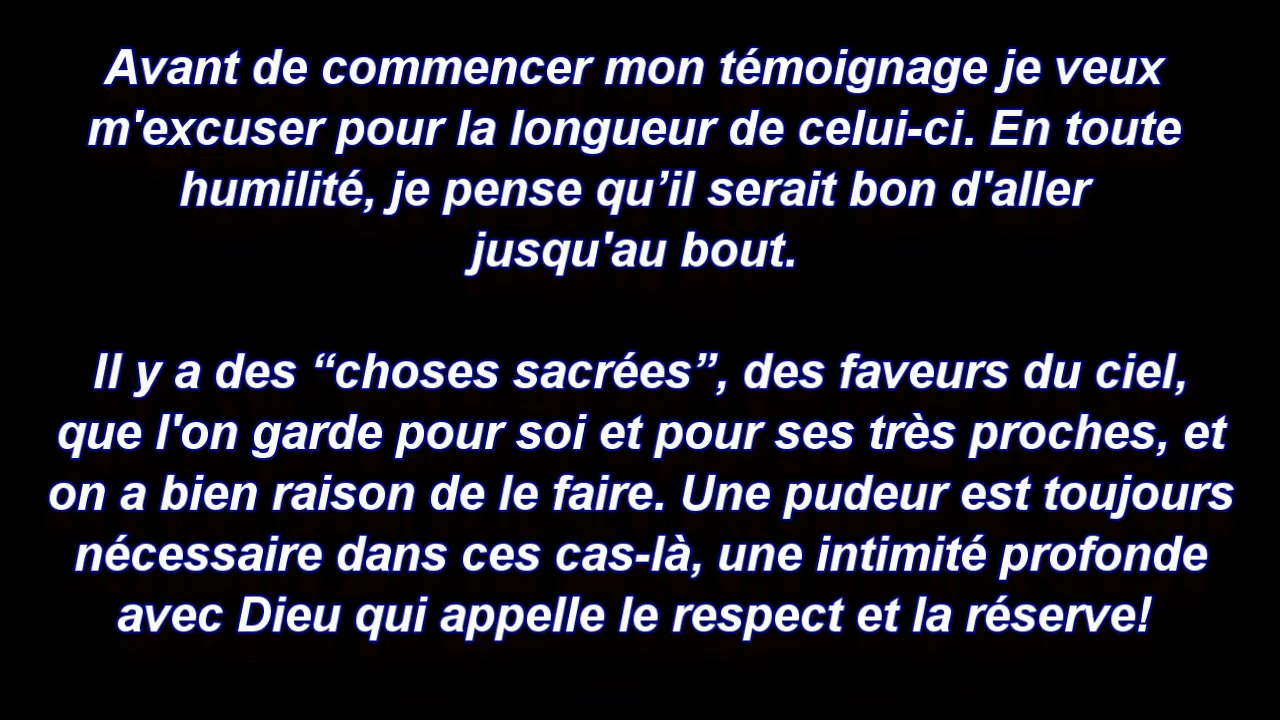 Avant de commencer mon témoignage je veux
m'excuser pour la longueur de celui-ci. En toute
humilité, je pense qu’il serait bon d'aller
jusqu'au bout.
Il y a des “choses sacrées”, des faveurs du ciel,
que l'on garde pour soi et pour ses très proches, et
on a bien raison de le faire. Une pudeur est toujours
nécessaire dans ces cas-là, une intimité profonde
avec Dieu qui appelle le respect et la réserve!